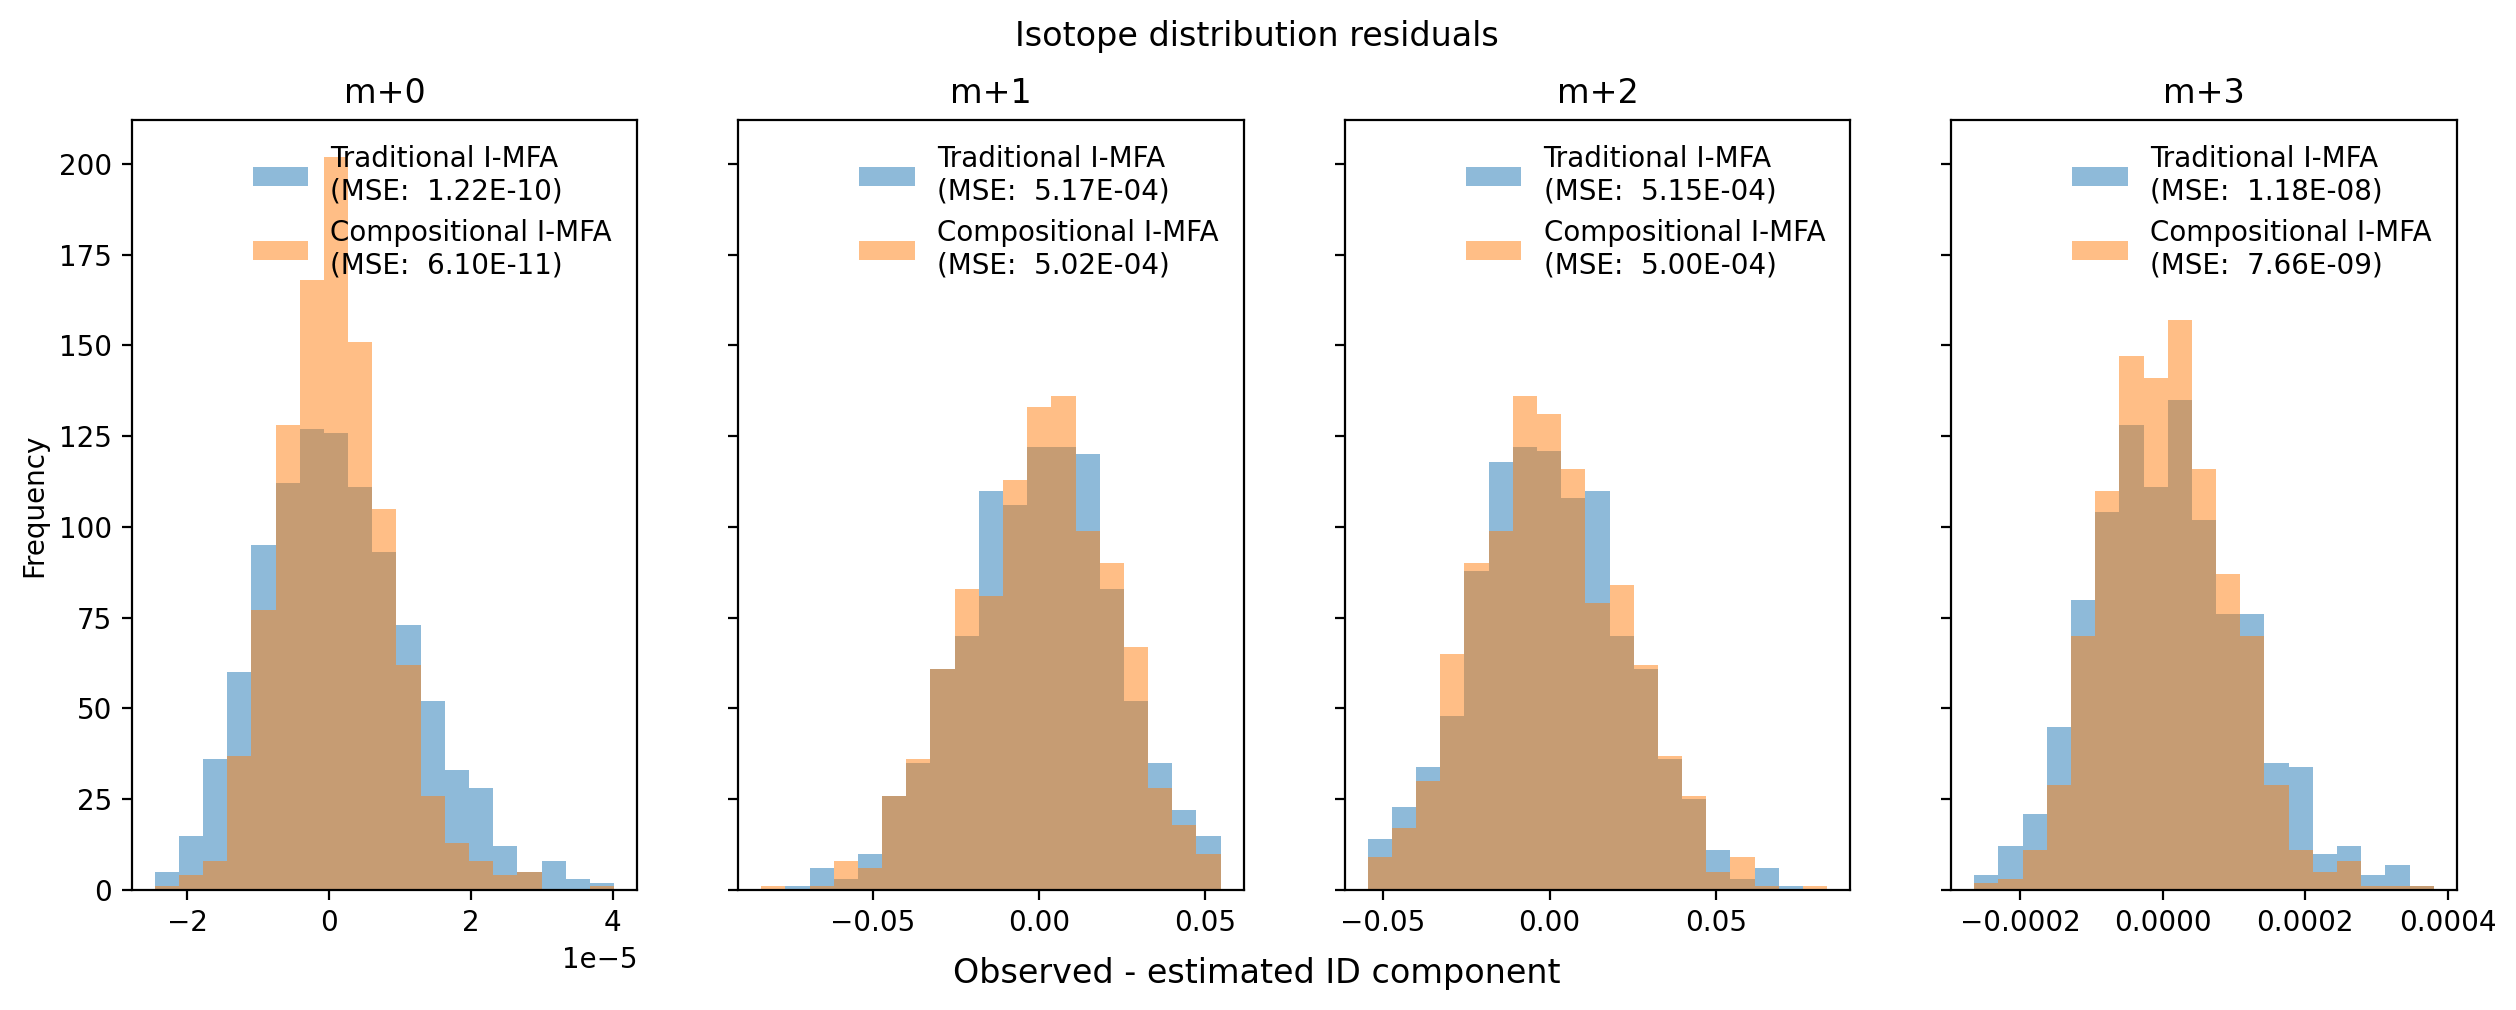 Isotope distribution residuals
m+0
m+1
m+2
m+3
Traditional I-MFA
(MSE:  1.22E-10)
Compositional I-MFA
(MSE:  6.10E-11)
Traditional I-MFA
(MSE:  5.17E-04)
Compositional I-MFA
(MSE:  5.02E-04)
Traditional I-MFA
(MSE:  5.15E-04)
Compositional I-MFA
(MSE:  5.00E-04)
Traditional I-MFA
(MSE:  1.18E-08)
Compositional I-MFA
(MSE:  7.66E-09)
Frequency
200
175
150
125
100
75
50
25
0
−2 0 2 4
1e−5
−0.05 0.00 0.05
−0.05 0.00 0.05
−0.0002 0.0000 0.0002 0.0004
Observed - estimated ID component